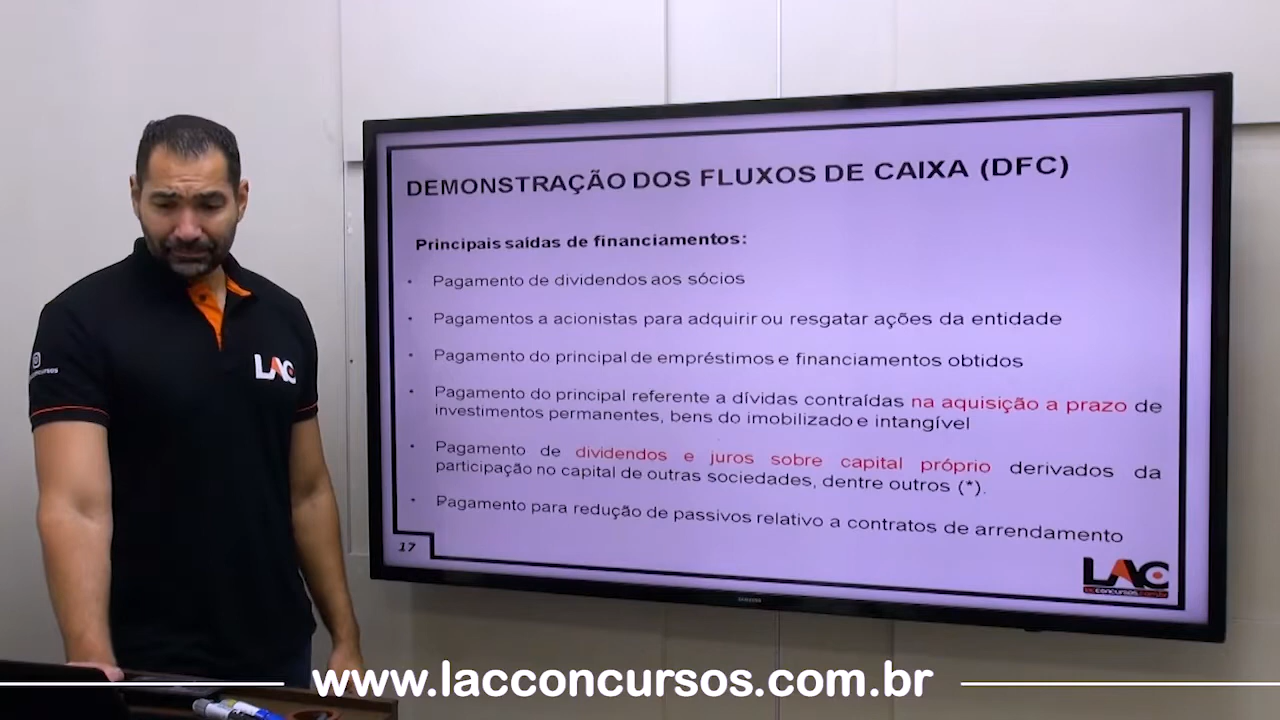 DEMONSTRAÇÃO DOS FLUXOS DE CAIXA (DFC)
Principais saídas de financiamentos:
• Pagamento de dividendos aos sócios
• Pagamentos a acionistas para adquirir ou resgatar ações da entidade
• Pagamento do principal de empréstimos e financiamentos obtidos
• Pagamento do principal referente a dívidas contraídas na aquisição a prazo de
investimentos permanentes, bens do imobilizado e intangível
• Pagamento de dividendos e juros sobre capital próprio derivados da
participação no capital de outras sociedades, dentre outros (*).
• Pagamento para redução de passivos relativo a contratos de arrendamento
17
LAC
LAC
SAMSUNG
www.lacconcursos.com.br